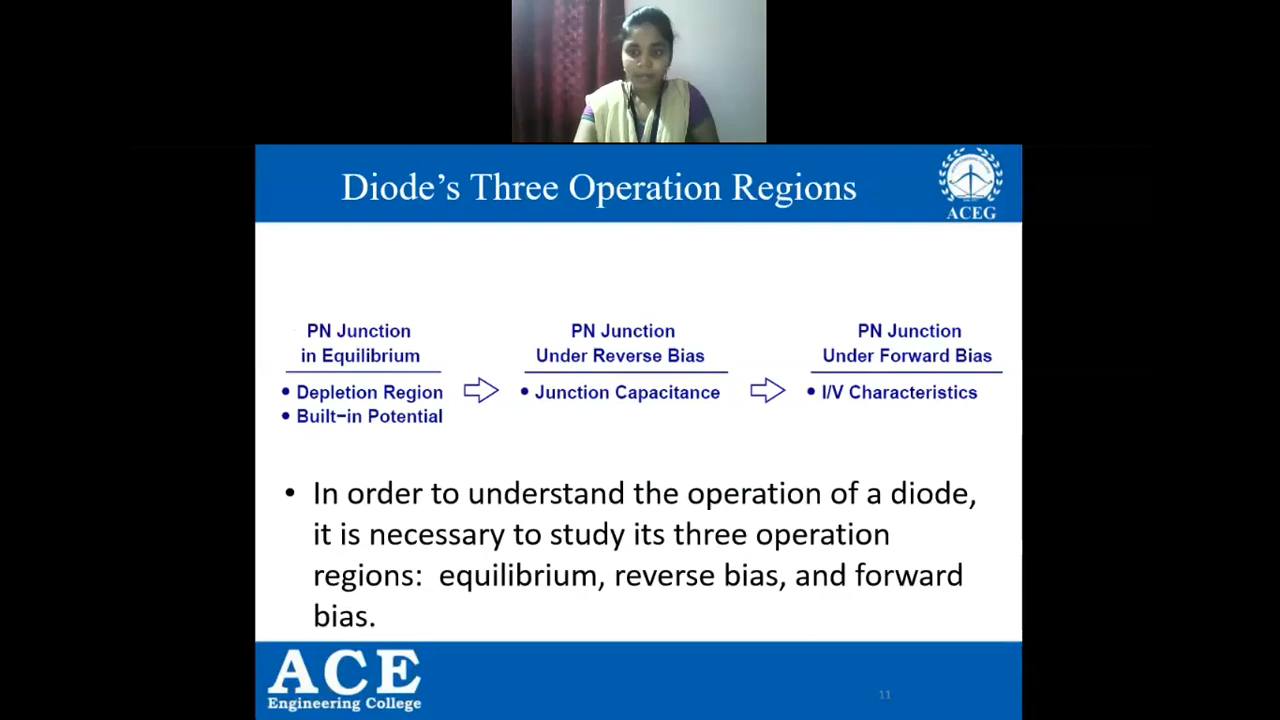 Diode's Three Operation Regions
ACEG
PN Junction
in Equilibrium
• Depletion Region
• Built-in Potential
PN Junction
Under Reverse Bias
• Junction Capacitance
PN Junction
Under Forward Bias
• I/V Characteristics
• In order to understand the operation of a diode,
it is necessary to study its three operation
regions: equilibrium, reverse bias, and forward
bias.
ACE
Engineering College
11